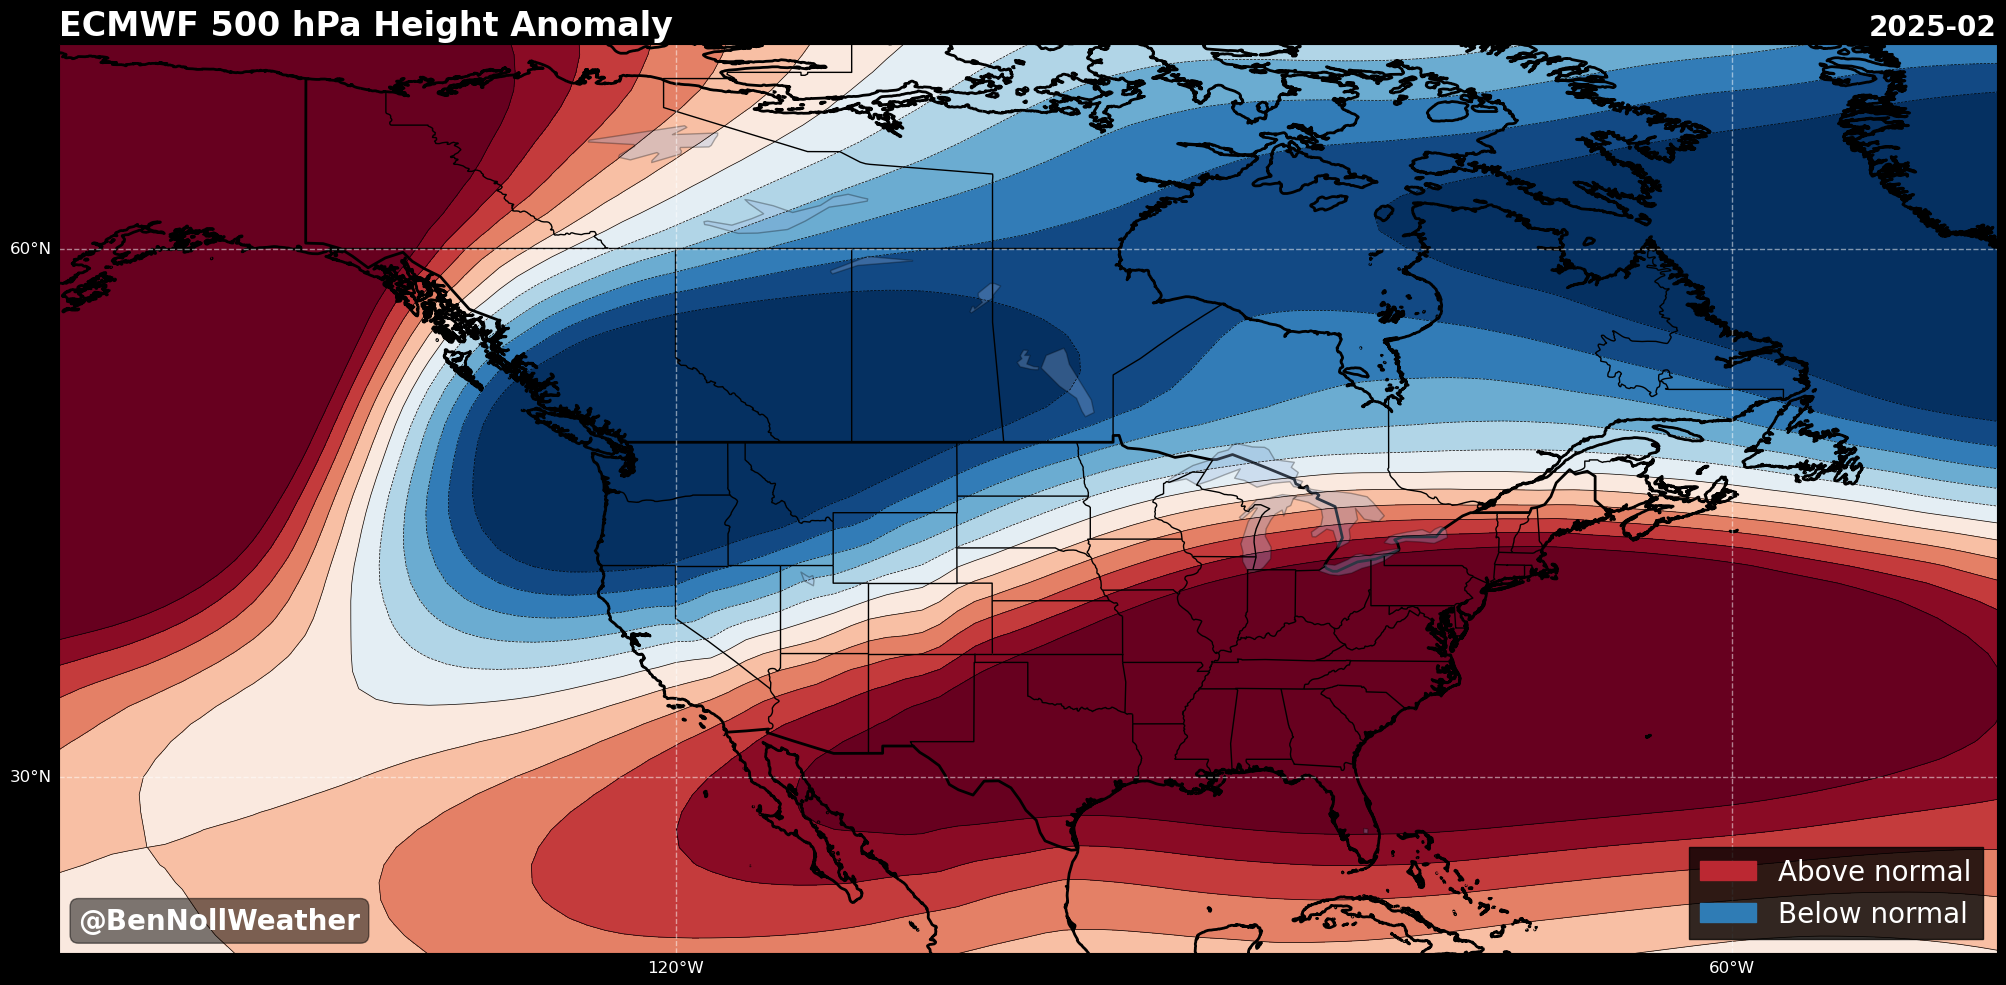 ECMWF 500 hPa Height Anomaly
2025-02
60°N
30°N
@BenNollWeather
Above normal
Below normal
120°W
60°W